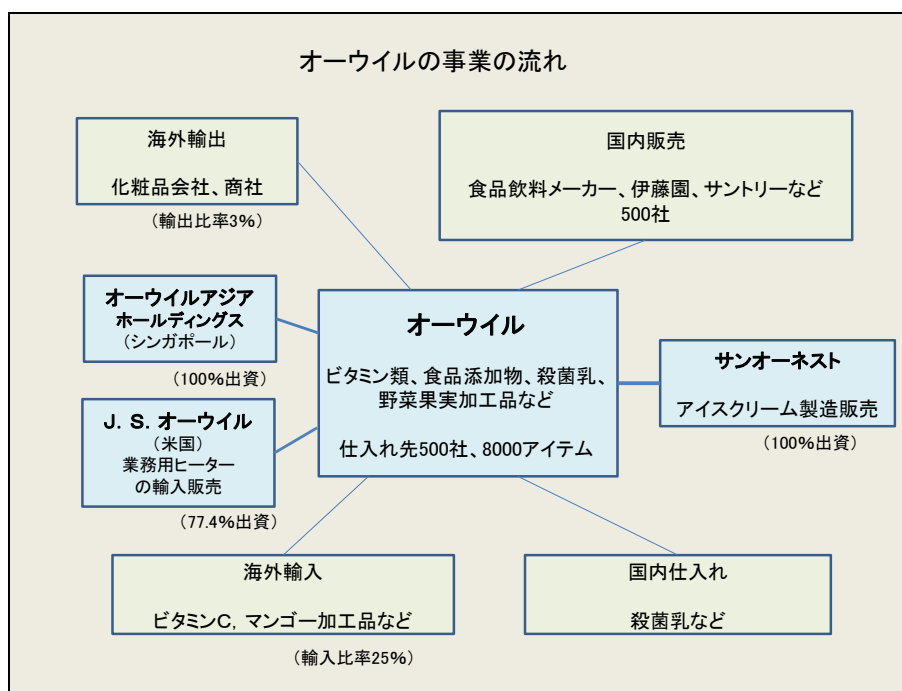 オーウイルの事業の流れ
海外輸出
化粧品会社、商社
（輸出比率3%）
国内販売
食品飲料メーカー、伊藤園、サントリーなど
500社
オーウイルアジア
ホールディングス
（シンガポール）
（100%出資）
J. S. オーウイル
（米国）
業務用ヒーター
の輸入販売
（77.4%出資）
オーウイル
ビタミン類、食品添加物、殺菌乳、
野菜果実加工品など
仕入れ先500社、8000アイテム
サンオーネスト
アイスクリーム製造販売
（100%出資）
海外輸入
ビタミンC，マンゴー加工品など
（輸入比率25%）
国内仕入れ
殺菌乳など